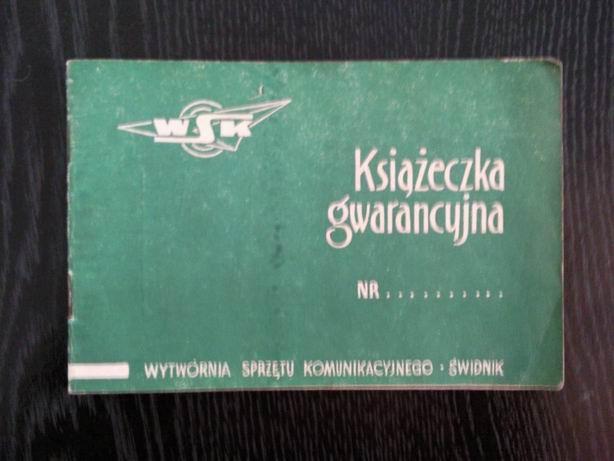 WSK
Książeczka
gwarancyjna
NR . . . . . . . . . .
WYTWÓRNIA SPRZĘTU KOMUNIKACYJNEGO · ŚWIDNIK